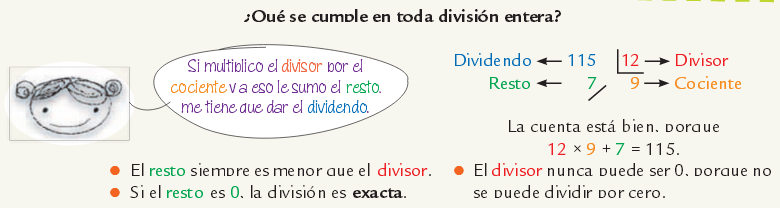 ¿Qué se cumple en toda división entera?
Si multiplico el divisor por el
cociente y a eso le sumo el resto,
me tiene que dar el dividendo.
Dividendo ← 115 12 → Divisor
Resto ← 7 9 → Cociente
La cuenta está bien, porque
12 × 9 + 7 = 115.
• El resto siempre es menor que el divisor.
• Si el resto es 0, la división es exacta.
• El divisor nunca puede ser 0, porque no
se puede dividir por cero.